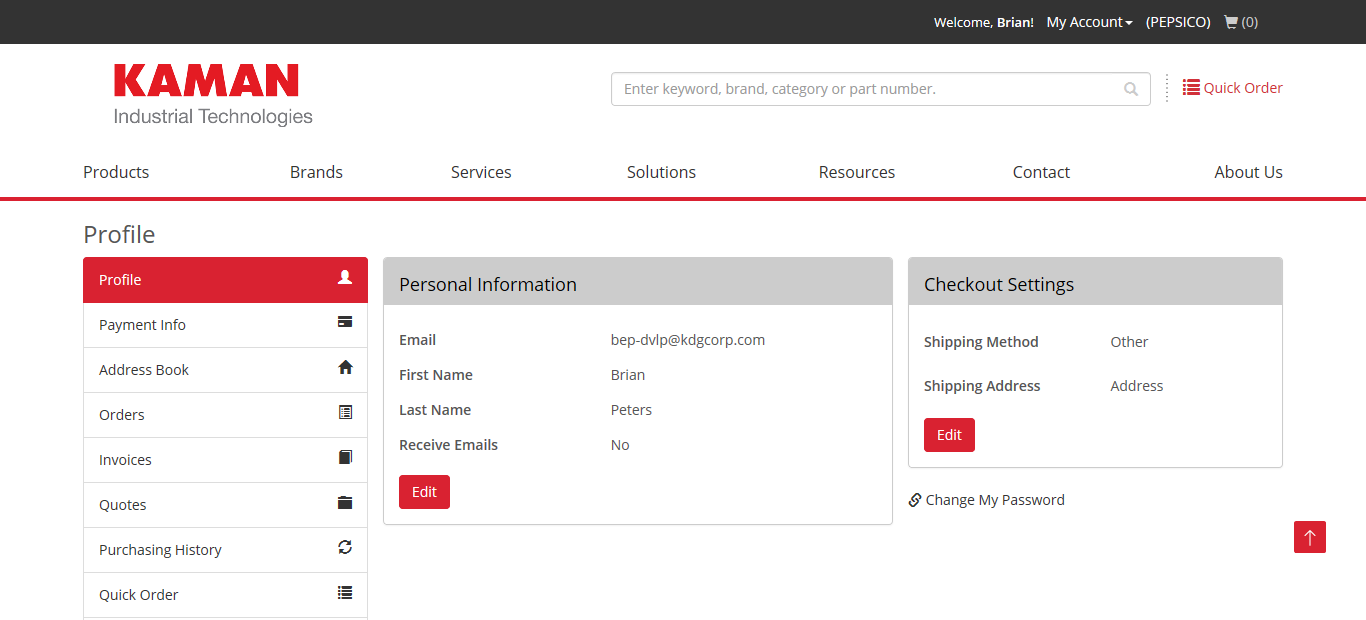 Welcome, Brian! My Account (PEPSICO) (0)
KAMAN
Industrial Technologies
Enter keyword, brand, category or part number.
Quick Order
Products Brands Services Solutions Resources Contact About Us
Profile
Profile
Payment Info
Address Book
Orders
Invoices
Quotes
Purchasing History
Quick Order
Personal Information
Email bep-dvlp@kdgcorp.com
First Name Brian
Last Name Peters
Receive Emails No
Edit
Checkout Settings
Shipping Method Other
Shipping Address Address
Edit
Change My Password